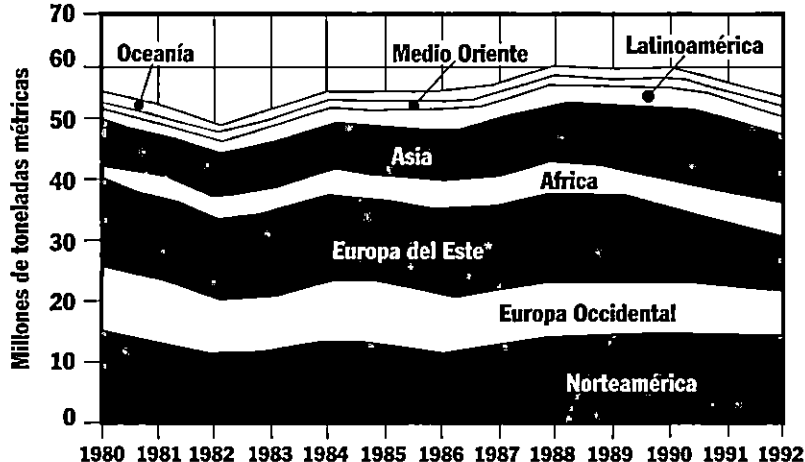 Millones de toneladas métricas
70
60
50
40
30
20
10
0
Oceanía
Medio Oriente
Latinoamérica
Asia
Africa
Europa del Este*
Europa Occidental
Norteamérica
1980 1981 1982 1983 1984 1985 1986 1987 1988 1989 1990 1991 1992